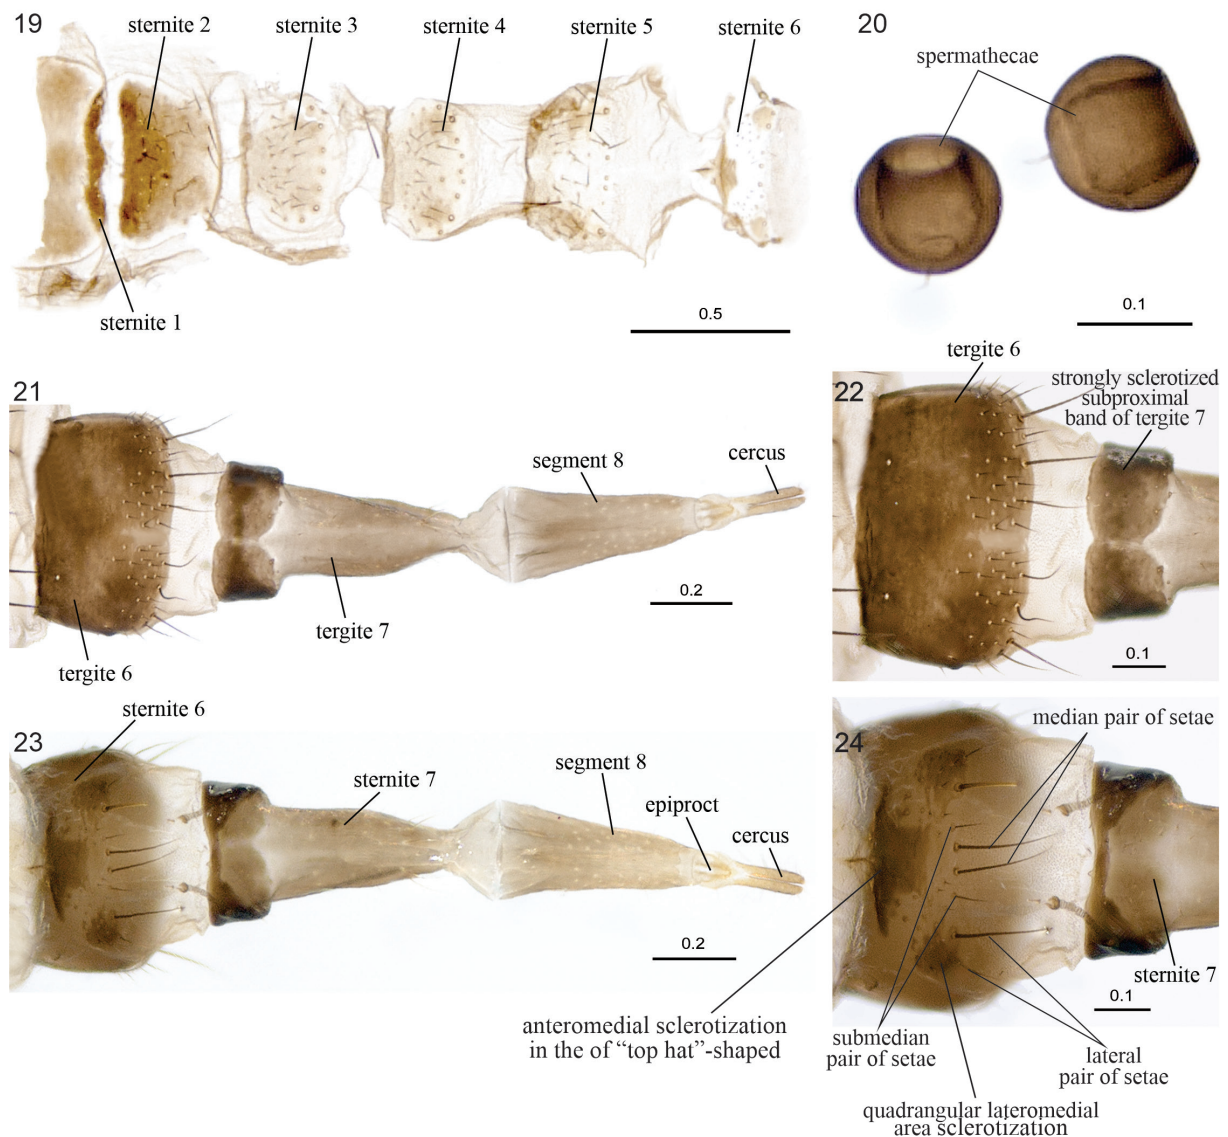 19
sternite 2
sternite 3
sternite 4
sternite 5
sternite 6
sternite 1
0.5
20
spermathecae
0.1
21
segment 8
cercus
tergite 7
tergite 6
0.2
22
tergite 6
strongly sclerotized
subproximal
band of tergite 7
0.1
23
sternite 6
sternite 7
segment 8
epiproct
cercus
0.2
anteromedial sclerotization
in the of “top hat”-shaped
24
median pair of setae
sternite 7
0.1
submedian
pair of setae
lateral
pair of setae
quadrangular lateromedial
area sclerotization